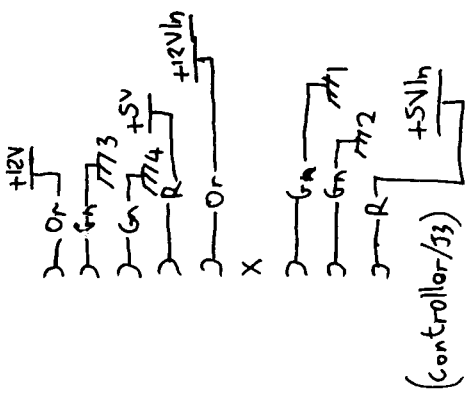 +12V
Or
Gn 3
Gn 4
+5V
R
+12VIn
Or
X
Gn 1
Gn 2
R
+5VIn
(Controller/J3)